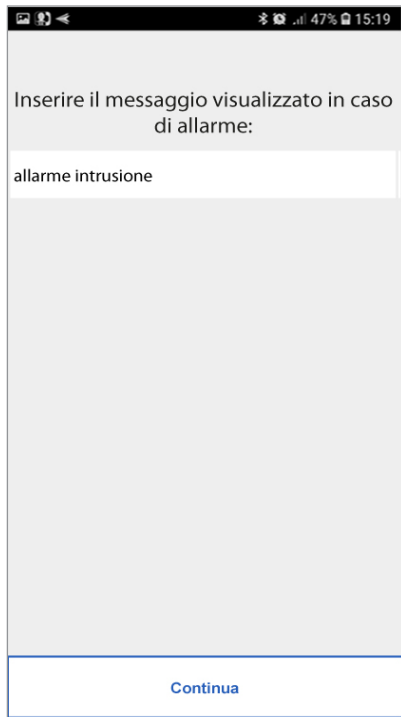 47% 15:19
Inserire il messaggio visualizzato in caso
di allarme:
allarme intrusione
Continua